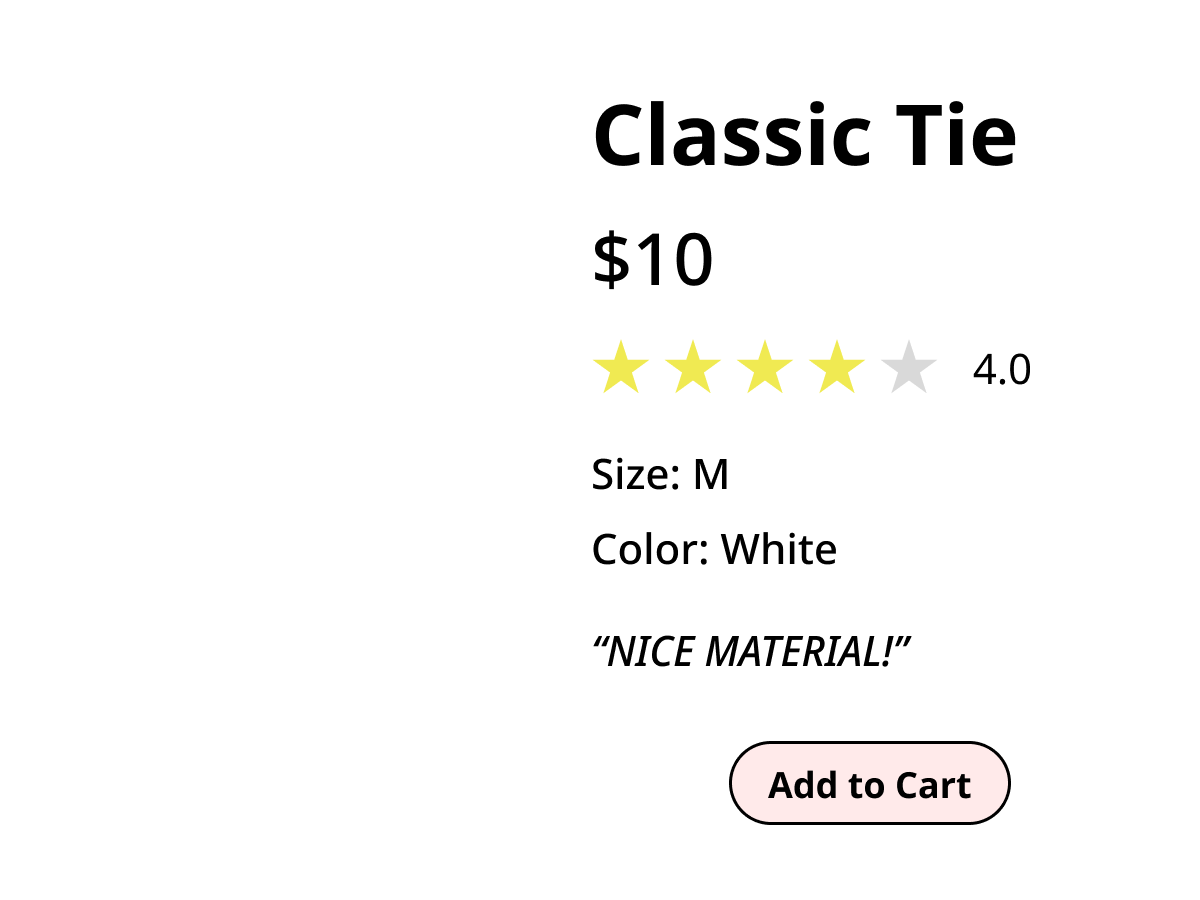 Classic Tie
$10
4.0
Size: M
Color: White
“NICE MATERIAL!”
Add to Cart